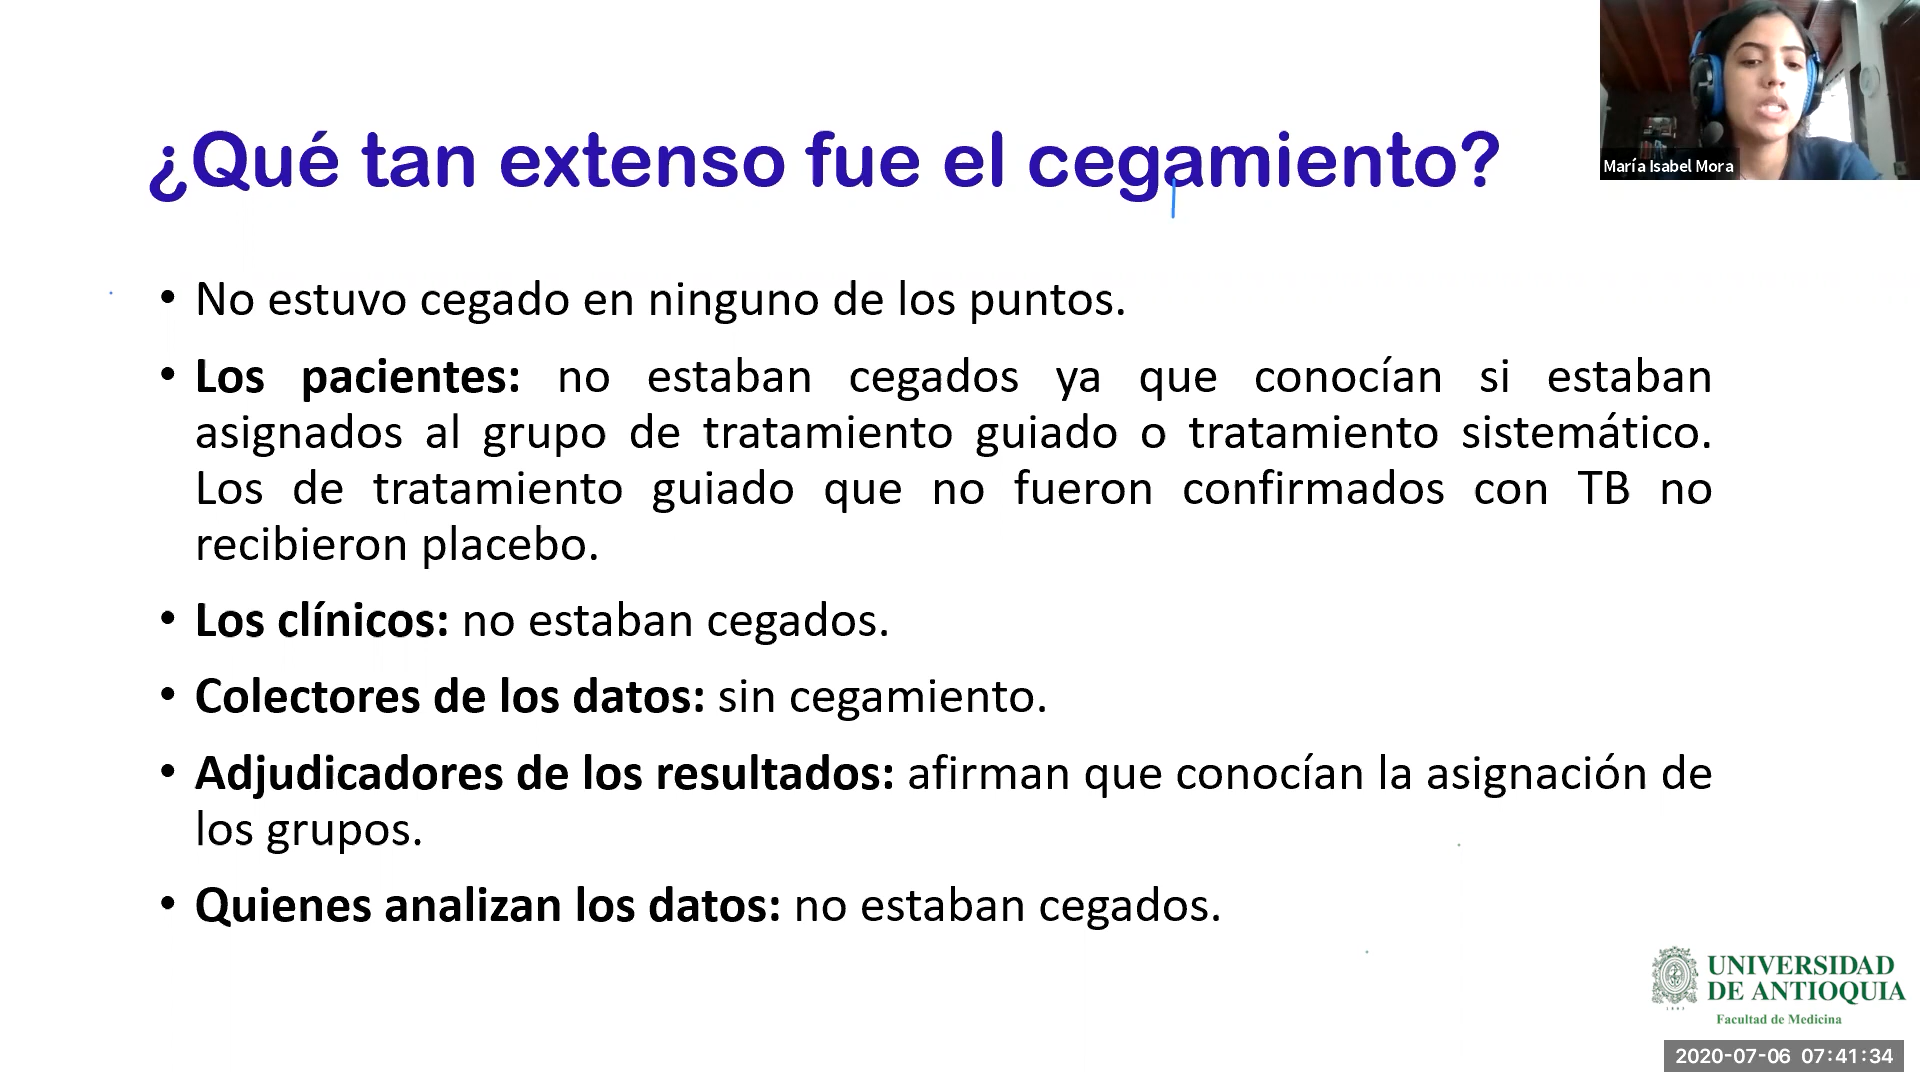 ¿Qué tan extenso fue el cegamiento?
María Isabel Mora
• No estuvo cegado en ninguno de los puntos.
• Los pacientes: no estaban cegados ya que conocían si estaban
asignados al grupo de tratamiento guiado o tratamiento sistemático.
Los de tratamiento guiado que no fueron confirmados con TB no
recibieron placebo.
• Los clínicos: no estaban cegados.
• Colectores de los datos: sin cegamiento.
• Adjudicadores de los resultados: afirman que conocían la asignación de
los grupos.
• Quienes analizan los datos: no estaban cegados.
UNIVERSIDAD
DE ANTIOQUIA
Facultad de Medicina
2020-07-06 07:41:34